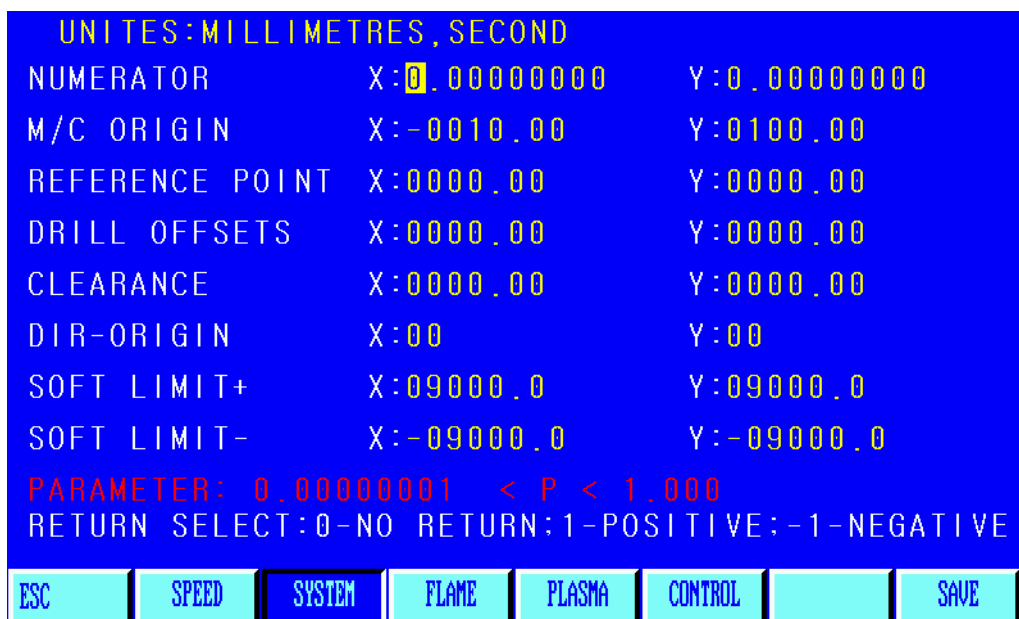 UNITES:MILLIMETRES,SECOND
NUMERATOR X:0.00000000 Y:0.00000000
M/C ORIGIN X:-0010.00 Y:0100.00
REFERENCE POINT X:0000.00 Y:0000.00
DRILL OFFSETS X:0000.00 Y:0000.00
CLEARANCE X:0000.00 Y:0000.00
DIR-ORIGIN X:00 Y:00
SOFT LIMIT+ X:09000.0 Y:09000.0
SOFT LIMIT- X:-09000.0 Y:-09000.0
PARAMETER: 0.00000001 < P < 1.000
RETURN SELECT:0-NO RETURN;1-POSITIVE;-1-NEGATIVE
ESC SPEED SYSTEM FLAME PLASMA CONTROL SAVE